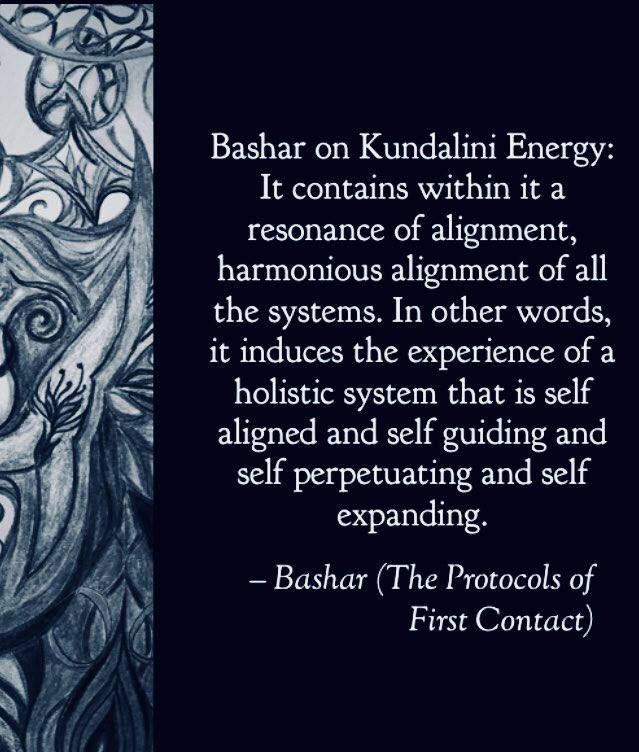 Bashar on Kundalini Energy:
It contains within it a
resonance of alignment,
harmonious alignment of all
the systems. In other words,
it induces the experience of a
holistic system that is self
aligned and self guiding and
self perpetuating and self
expanding.
– Bashar (The Protocols of
First Contact)